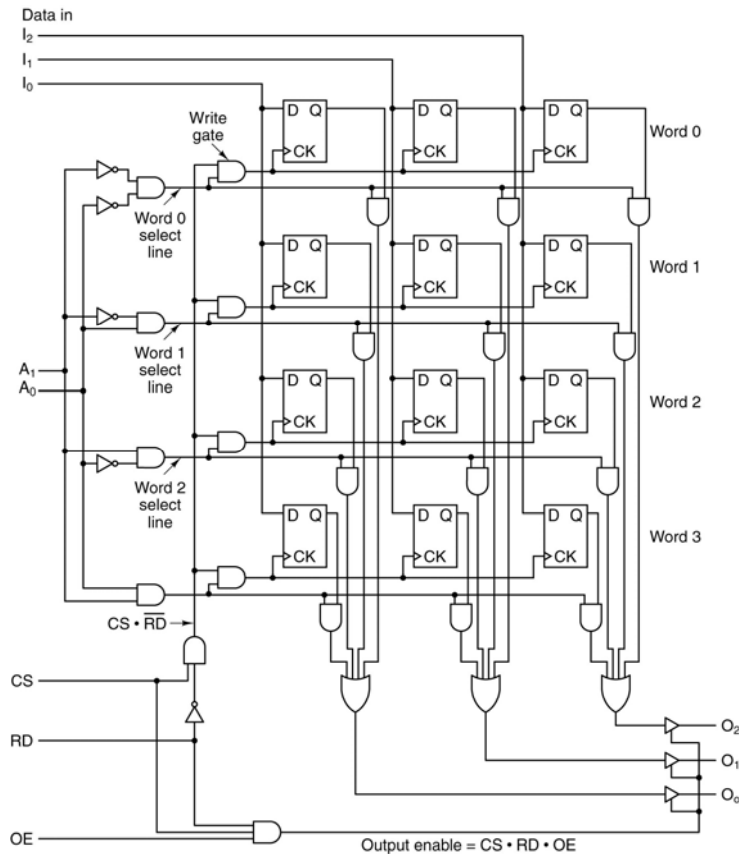 Data in
I₂
I₁
I₀
Write
gate
D Q
CK
D Q
CK
D Q
CK
Word 0
Word 0
select
line
D Q
CK
D Q
CK
D Q
CK
Word 1
Word 1
select
line
A₁
A₀
D Q
CK
D Q
CK
D Q
CK
Word 2
Word 2
select
line
D Q
CK
D Q
CK
D Q
CK
Word 3
CS • R̅D̅
CS
RD
OE
O₂
O₁
O₀
Output enable = CS • RD • OE